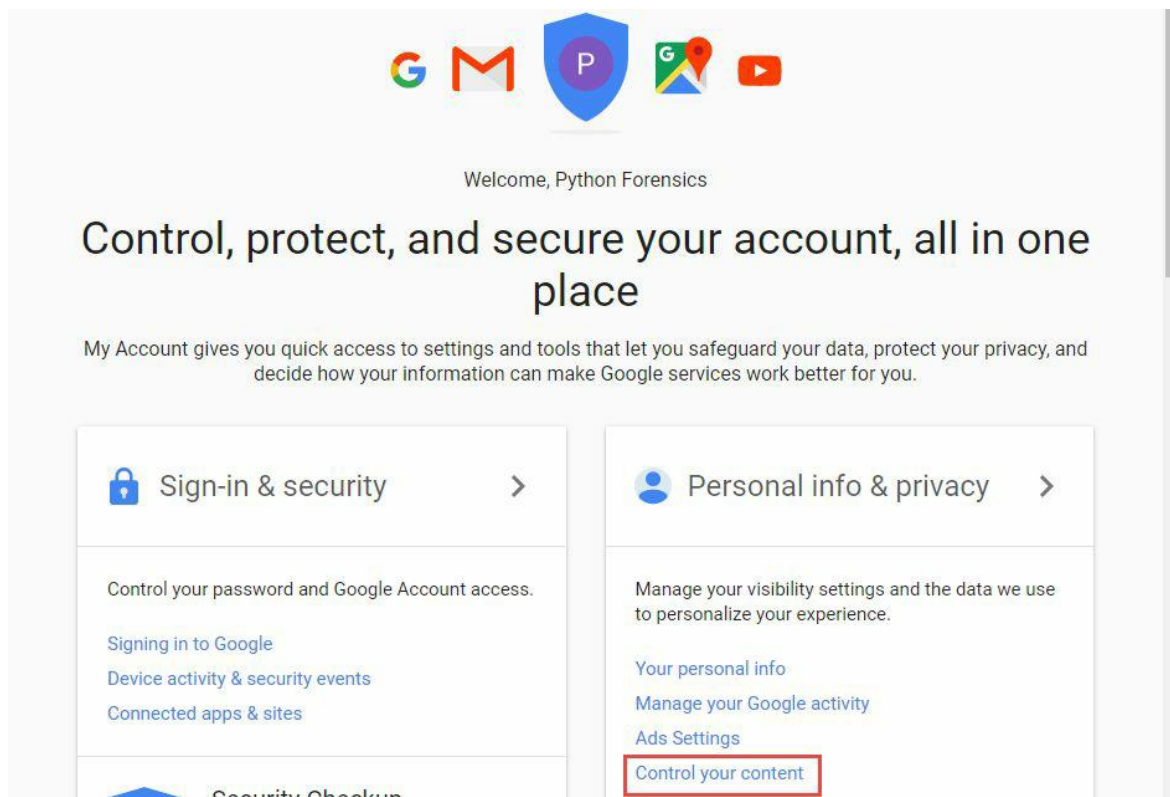 P
G
Welcome, Python Forensics
Control, protect, and secure your account, all in one
place
My Account gives you quick access to settings and tools that let you safeguard your data, protect your privacy, and
decide how your information can make Google services work better for you.
Sign-in & security
Control your password and Google Account access.
Signing in to Google
Device activity & security events
Connected apps & sites
Security Checkup
Personal info & privacy
Manage your visibility settings and the data we use
to personalize your experience.
Your personal info
Manage your Google activity
Ads Settings
Control your content